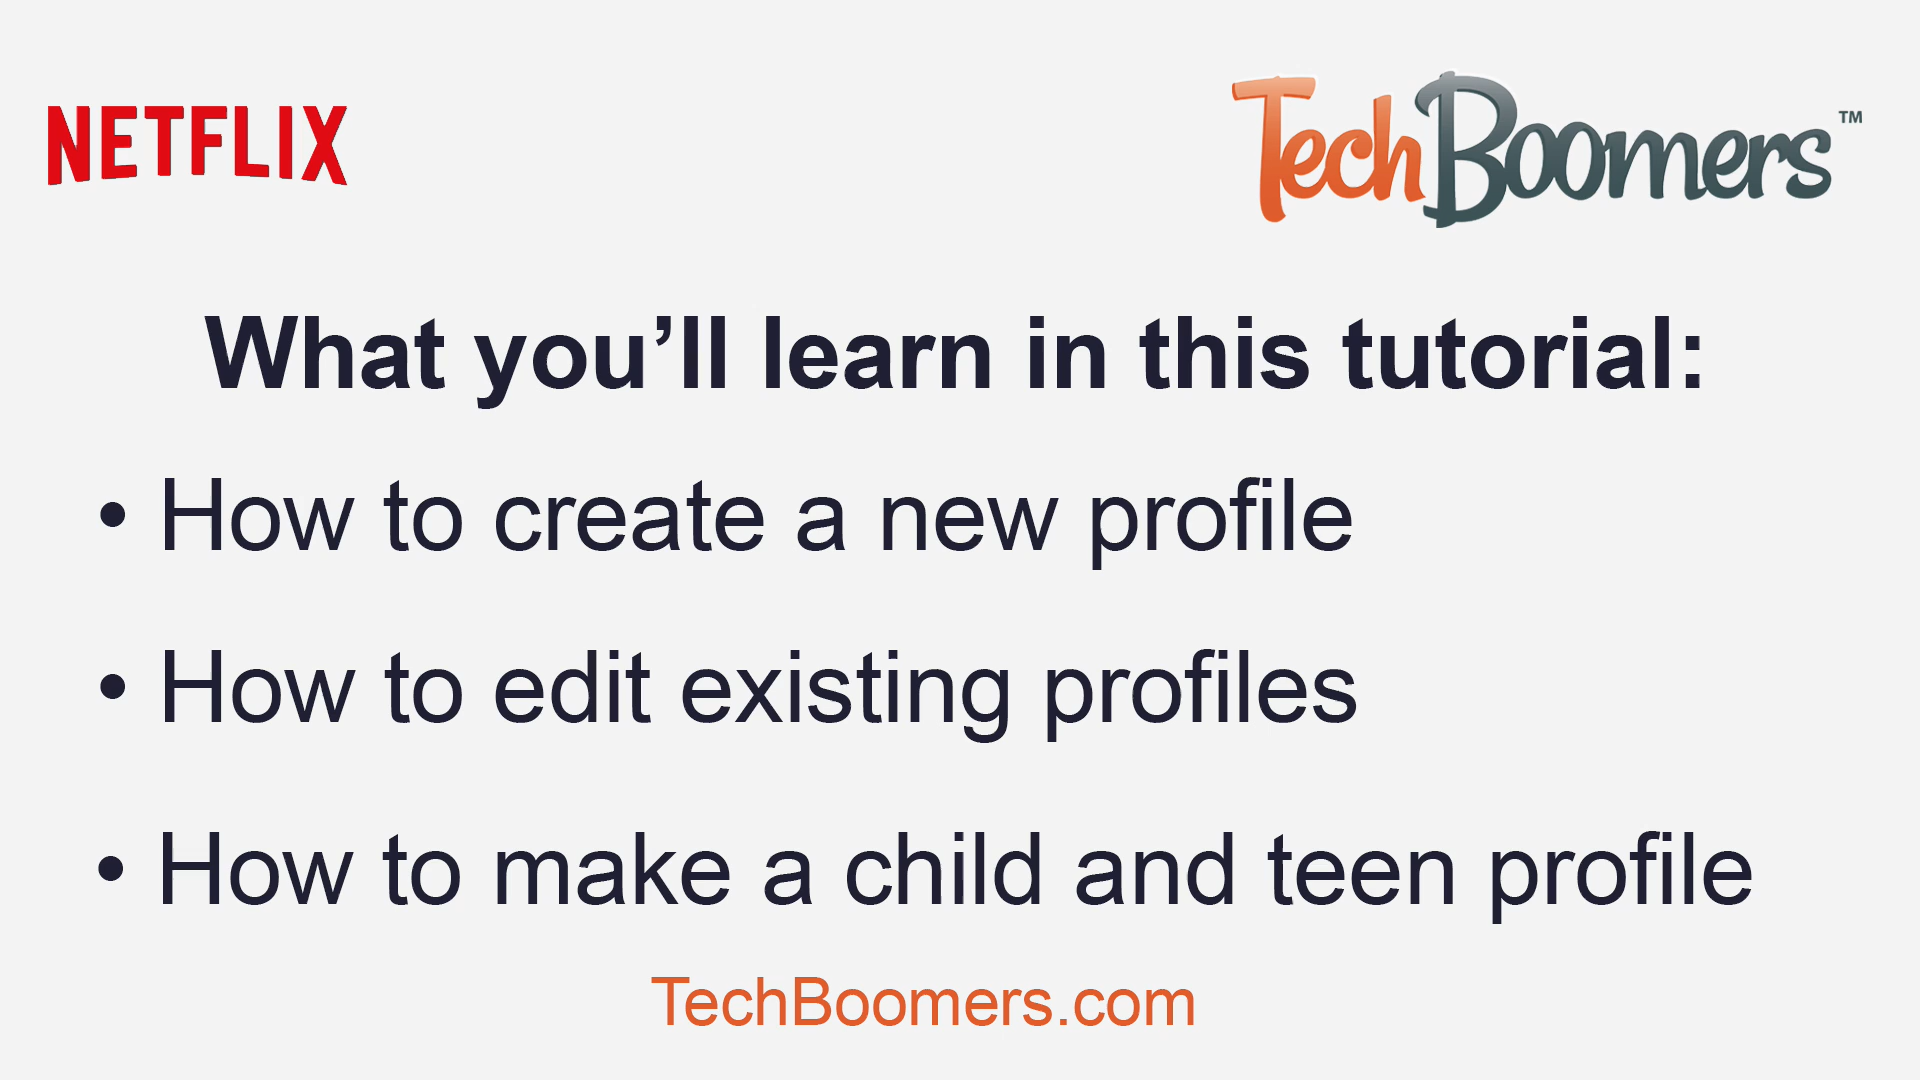 NETFLIX
TechBoomers™
What you’ll learn in this tutorial:
• How to create a new profile
• How to edit existing profiles
• How to make a child and teen profile
TechBoomers.com